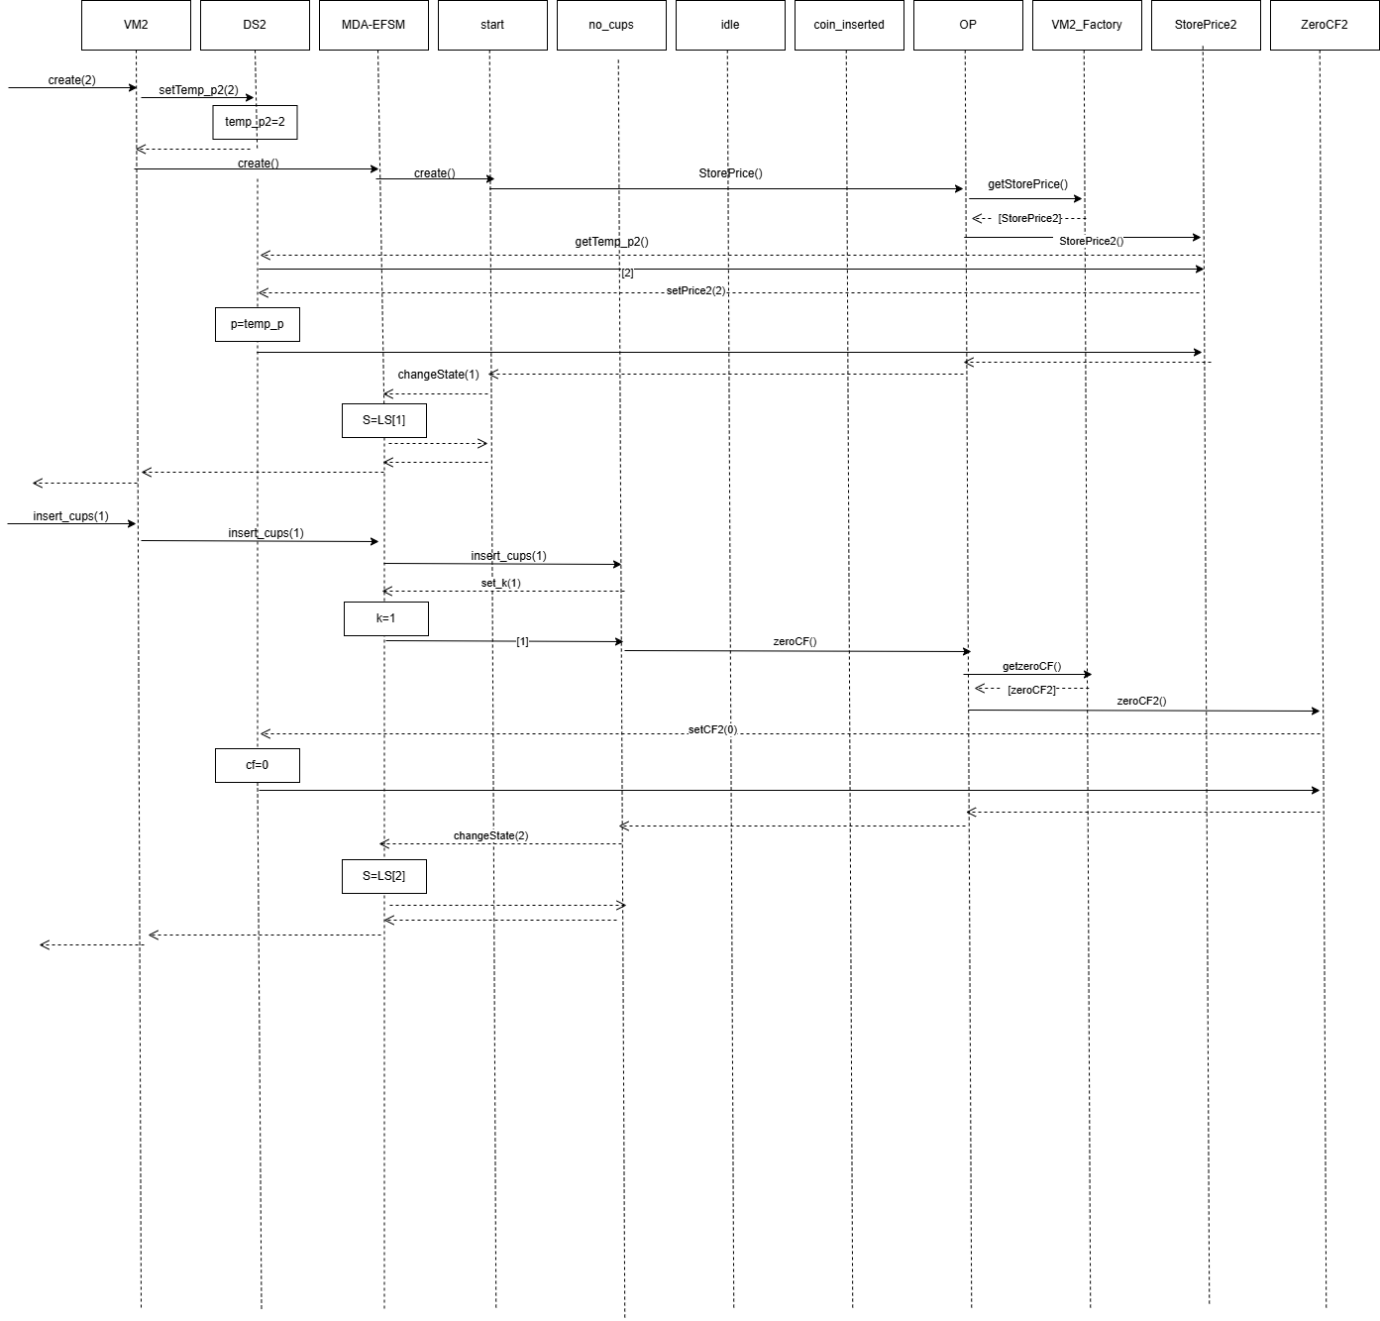 VM2
DS2
MDA-EFSM
start
no_cups
idle
coin_inserted
OP
VM2_Factory
StorePrice2
ZeroCF2
create(2)
setTemp_p2(2)
temp_p2=2
create()
create()
StorePrice()
getStorePrice()
[StorePrice2}
StorePrice2()
getTemp_p2()
[2]
setPrice2(2)
p=temp_p
changeState(1)
S=LS[1]
insert_cups(1)
insert_cups(1)
insert_cups(1)
set_k(1)
k=1
[1]
zeroCF()
getzeroCF()
[zeroCF2]
zeroCF2()
setCF2(0)
cf=0
changeState(2)
S=LS[2]